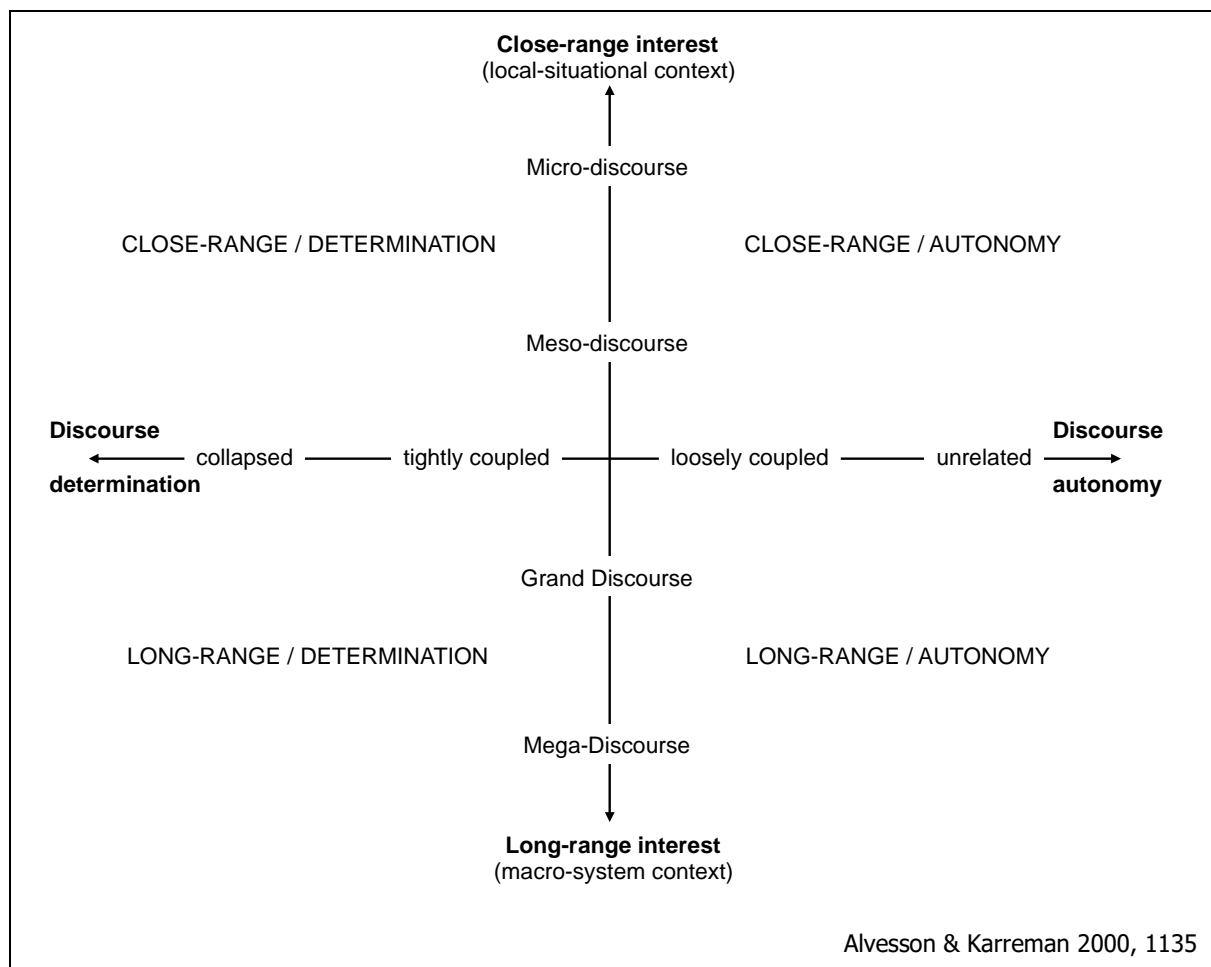 Close-range interest
(local-situational context)
Micro-discourse
CLOSE-RANGE / DETERMINATION
CLOSE-RANGE / AUTONOMY
Meso-discourse
Discourse
determination
collapsed
tightly coupled
loosely coupled
unrelated
Discourse
autonomy
Grand Discourse
LONG-RANGE / DETERMINATION
LONG-RANGE / AUTONOMY
Mega-Discourse
Long-range interest
(macro-system context)
Alvesson & Karreman 2000, 1135